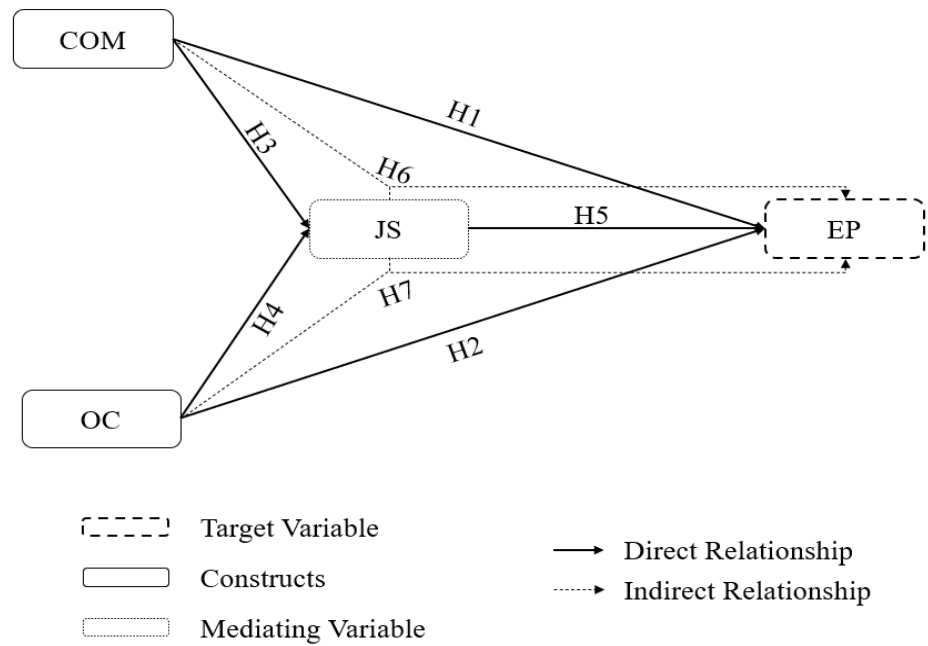 COM
H1
H3
H6
JS
H5
EP
H7
H4
H2
OC
Target Variable
Constructs
Mediating Variable
Direct Relationship
Indirect Relationship